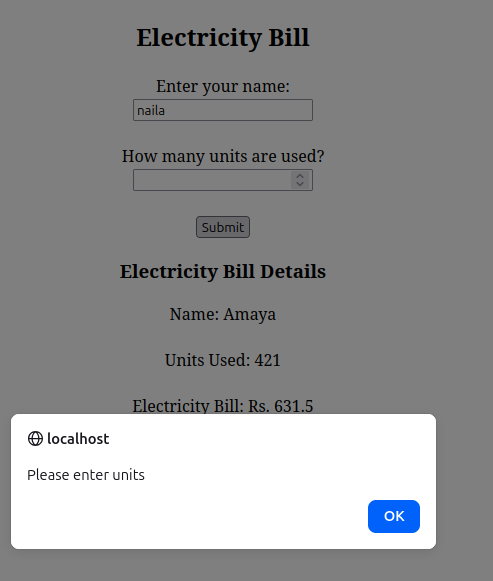 Electricity Bill
Enter your name:
naila
How many units are used?
Submit
Electricity Bill Details
Name: Amaya
Units Used: 421
Electricity Bill: Rs. 631.5
localhost
Please enter units
OK